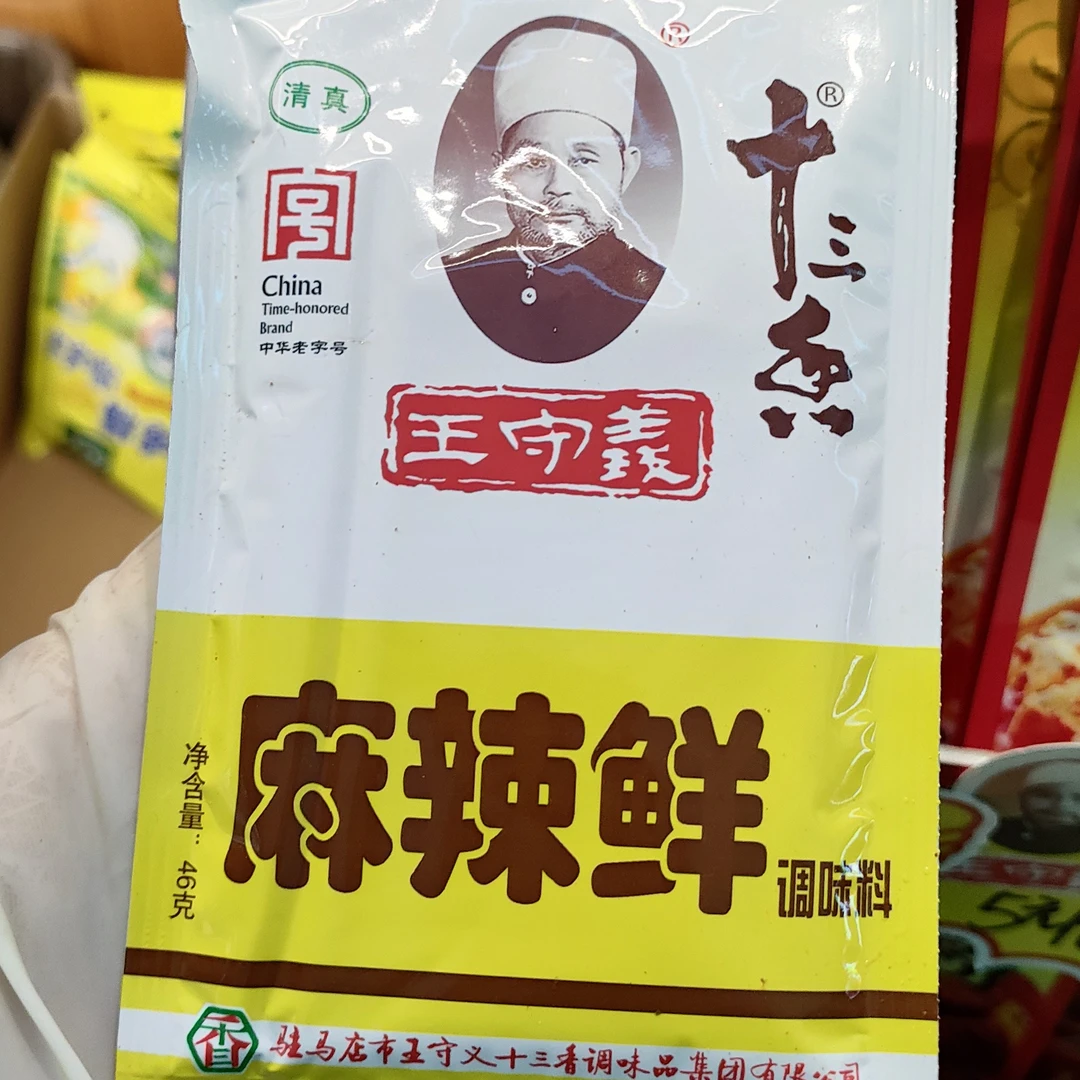 清真
®
十三香®
China
Time-honored
Brand
中华老字号
王守義
麻辣鲜
调味料
净含量：46克
香
驻马店市王守义十三香调味品集团有限公司